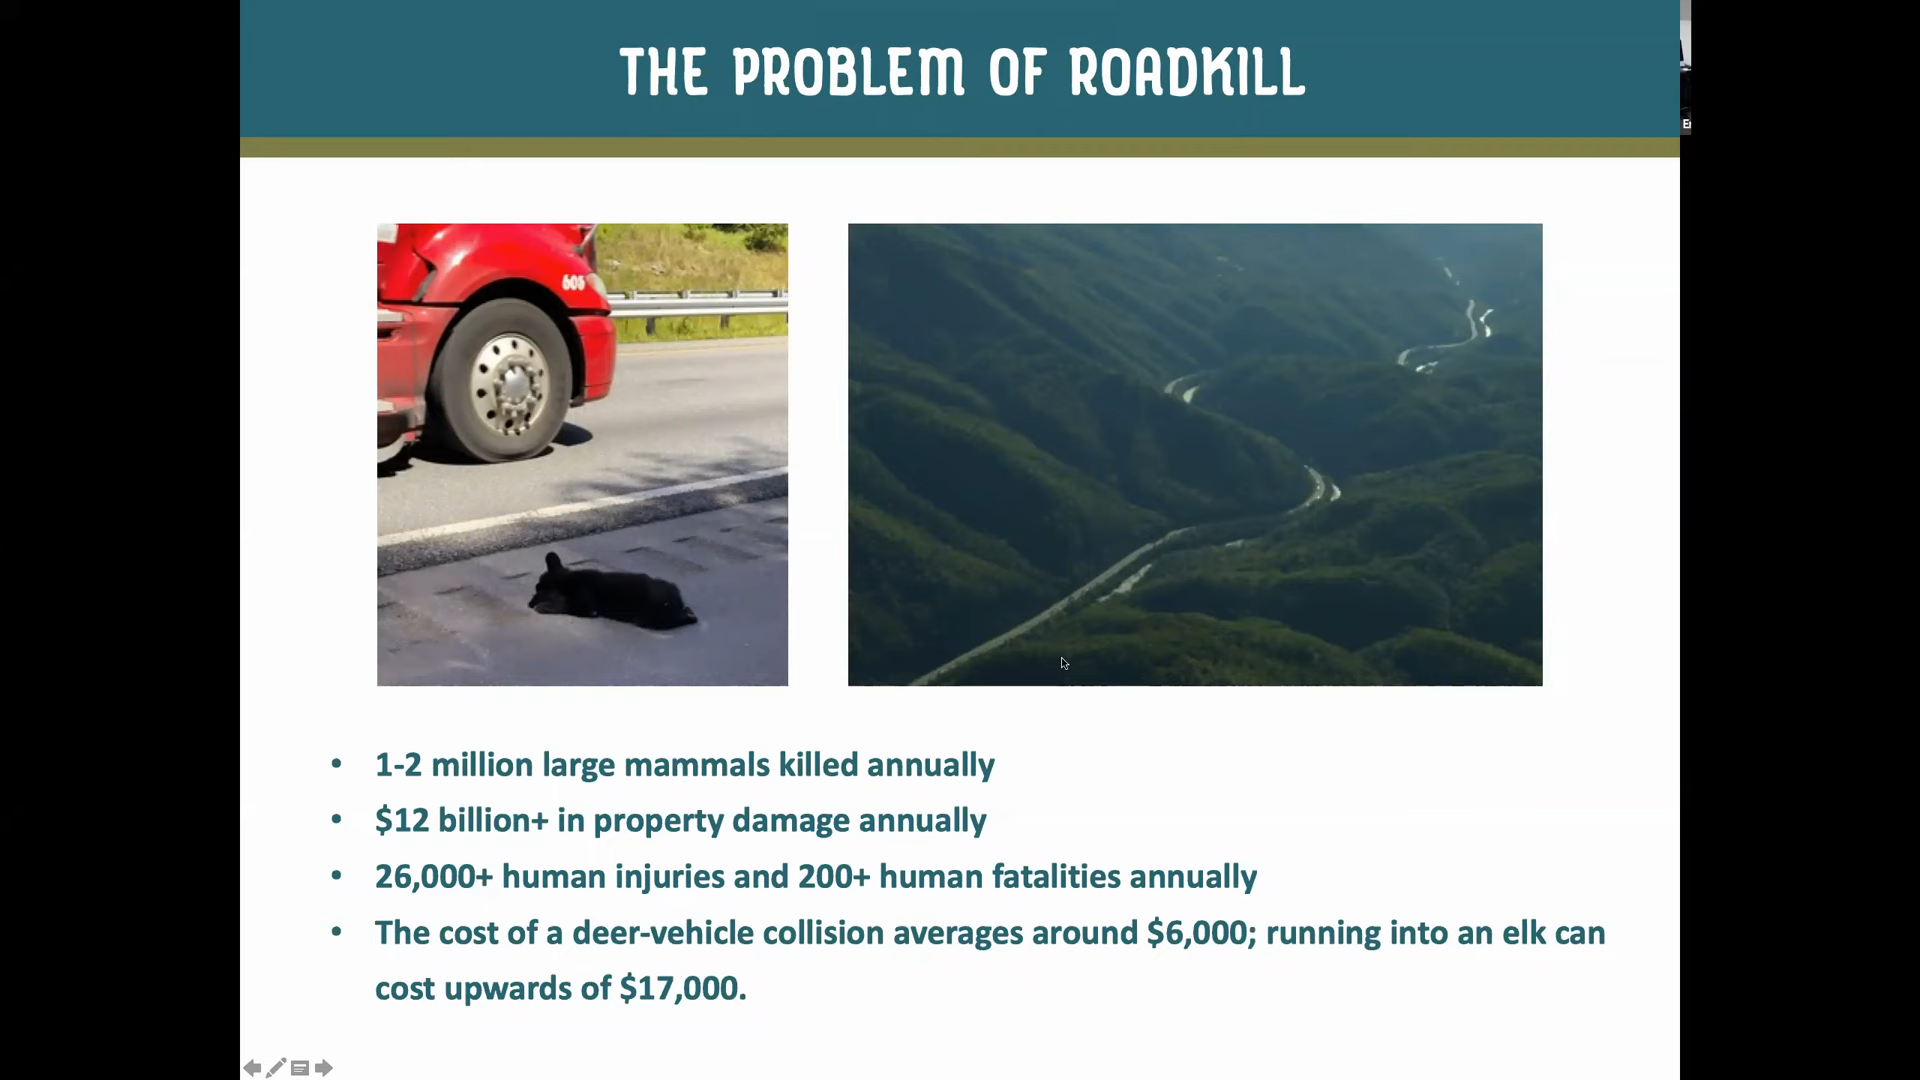 THE PROBLEM OF ROADKILL
605
• 1-2 million large mammals killed annually
• $12 billion+ in property damage annually
• 26,000+ human injuries and 200+ human fatalities annually
• The cost of a deer-vehicle collision averages around $6,000; running into an elk can
cost upwards of $17,000.